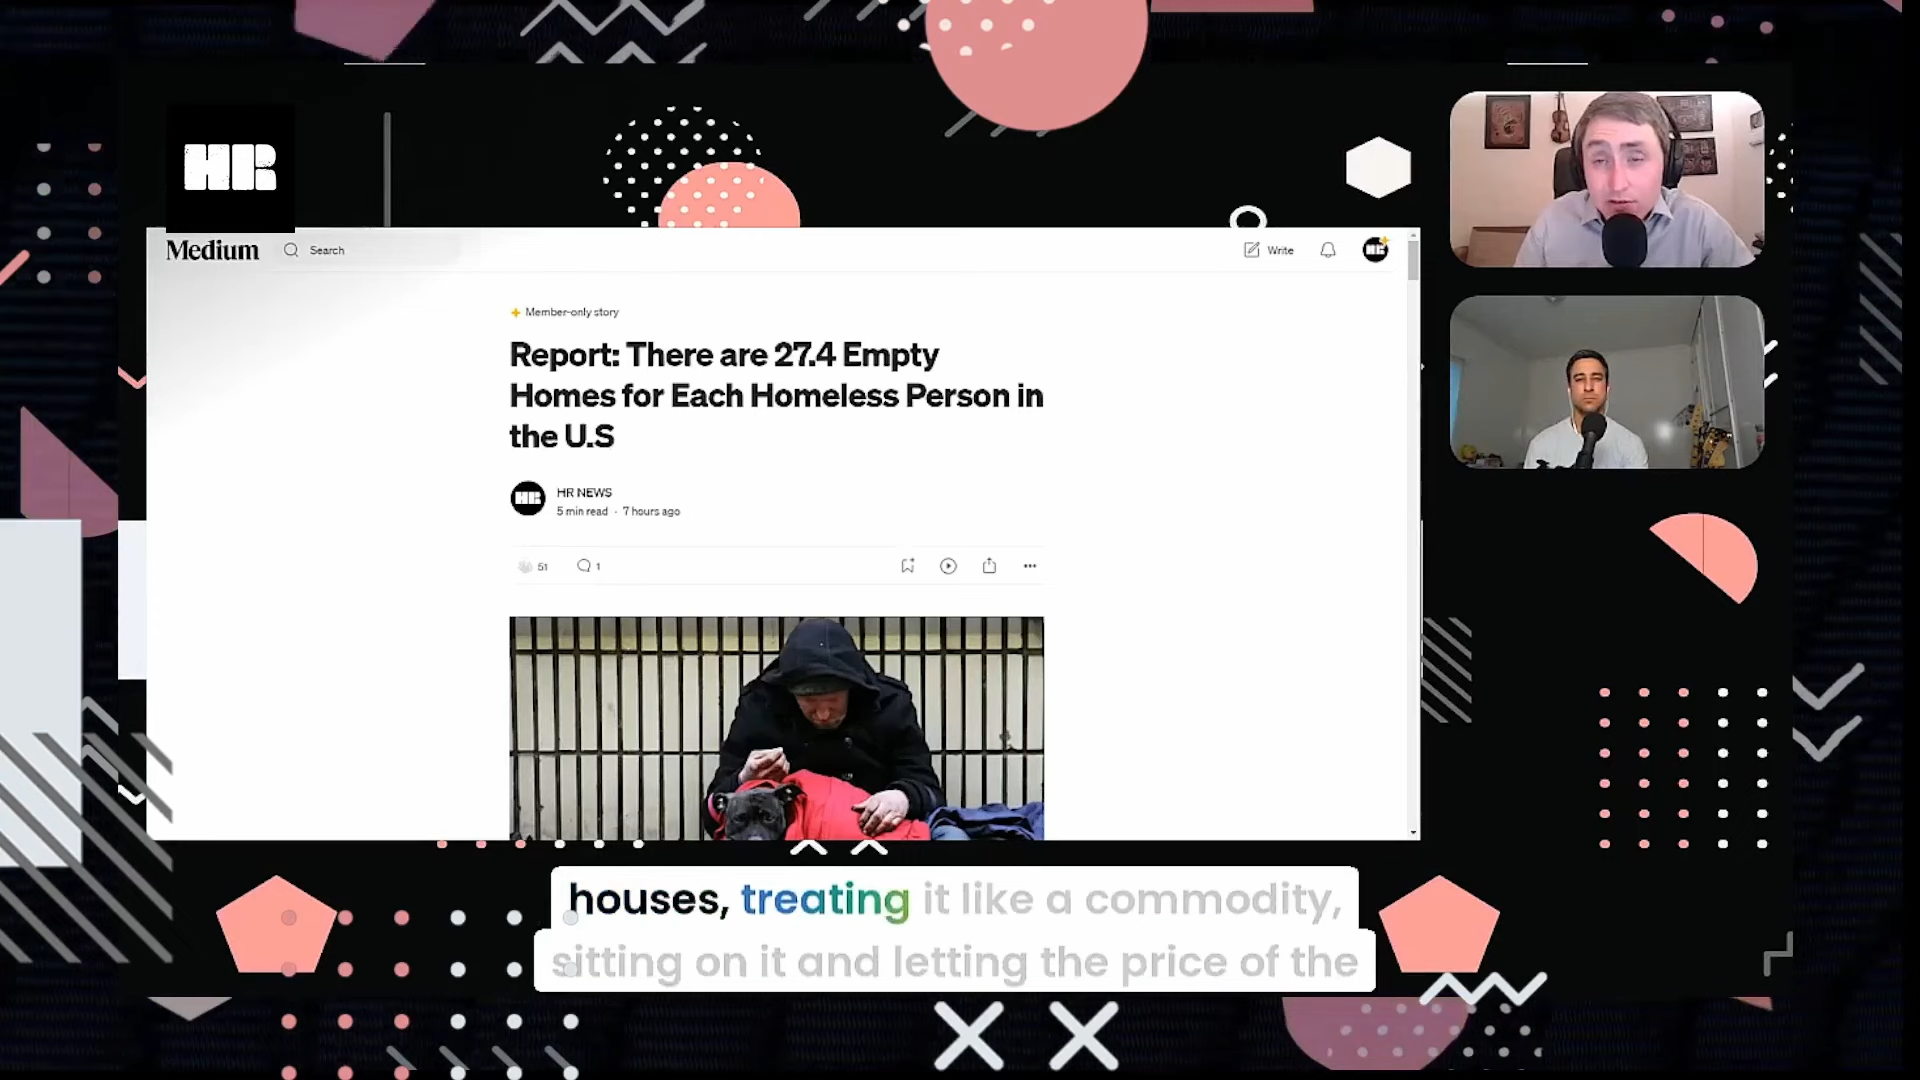 HR
Medium
Search
Write
HR
Member-only story
Report: There are 27.4 Empty
Homes for Each Homeless Person in
the U.S
HR
HR NEWS
5 min read · 7 hours ago
51
1
houses, treating it like a commodity,
sitting on it and letting the price of the